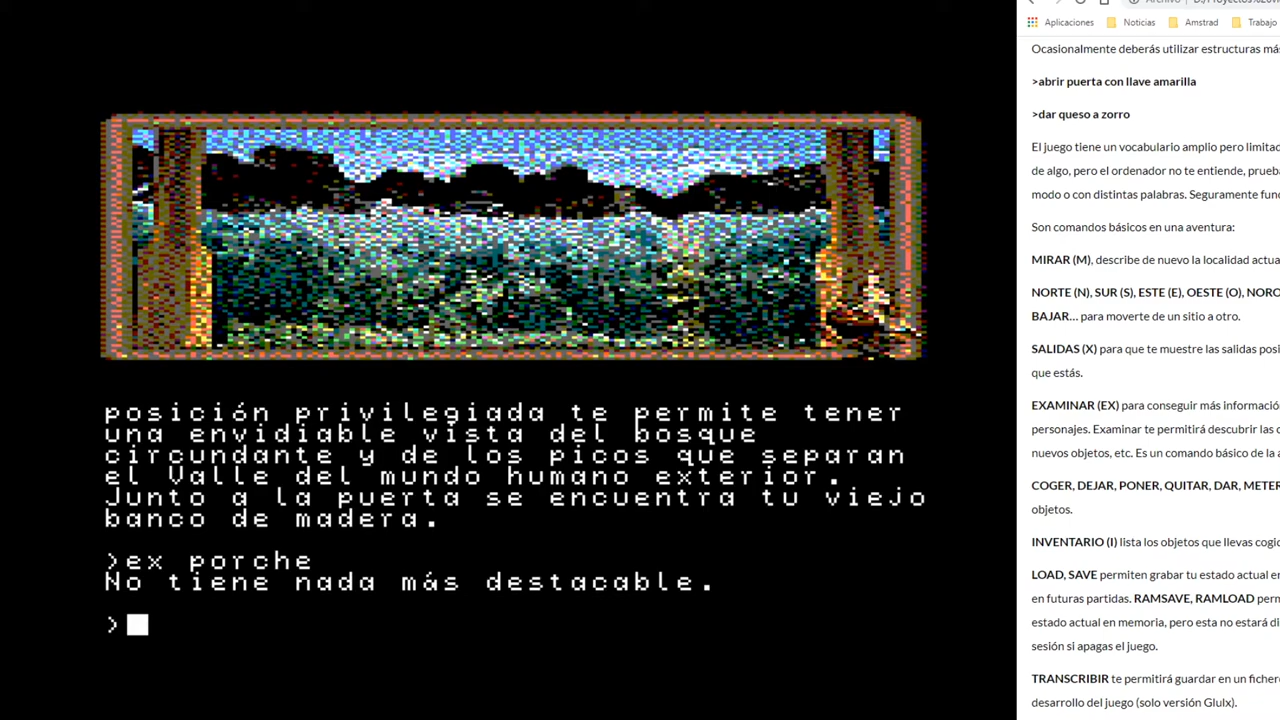 posición privilegiada te permite tener
una envidiable vista del bosque
circundante y de los picos que separan
el Valle del mundo humano exterior.
Junto a la puerta se encuentra tu viejo
banco de madera.
>ex porche
No tiene nada más destacable.
>
Aplicaciones Noticias Amstrad Trabajo
Ocasionalmente deberás utilizar estructuras má
>abrir puerta con llave amarilla
>dar queso a zorro
El juego tiene un vocabulario amplio pero limita
de algo, pero el ordenador no te entiende, prueb
modo o con distintas palabras. Seguramente fun
Son comandos básicos en una aventura:
MIRAR (M), describe de nuevo la localidad actua
NORTE (N), SUR (S), ESTE (E), OESTE (O), NORO
BAJAR... para moverte de un sitio a otro.
SALIDAS (X) para que te muestre las salidas posi
que estás.
EXAMINAR (EX) para conseguir más informació
personajes. Examinar te permitirá descubrir las
nuevos objetos, etc. Es un comando básico de la a
COGER, DEJAR, PONER, QUITAR, DAR, METER
objetos.
INVENTARIO (I) lista los objetos que llevas cogid
LOAD, SAVE permiten grabar tu estado actual en
en futuras partidas. RAMSAVE, RAMLOAD perm
estado actual en memoria, pero esta no estará di
sesión si apagas el juego.
TRANSCRIBIR te permitirá guardar en un ficher
desarrollo del juego (solo versión Glulx).